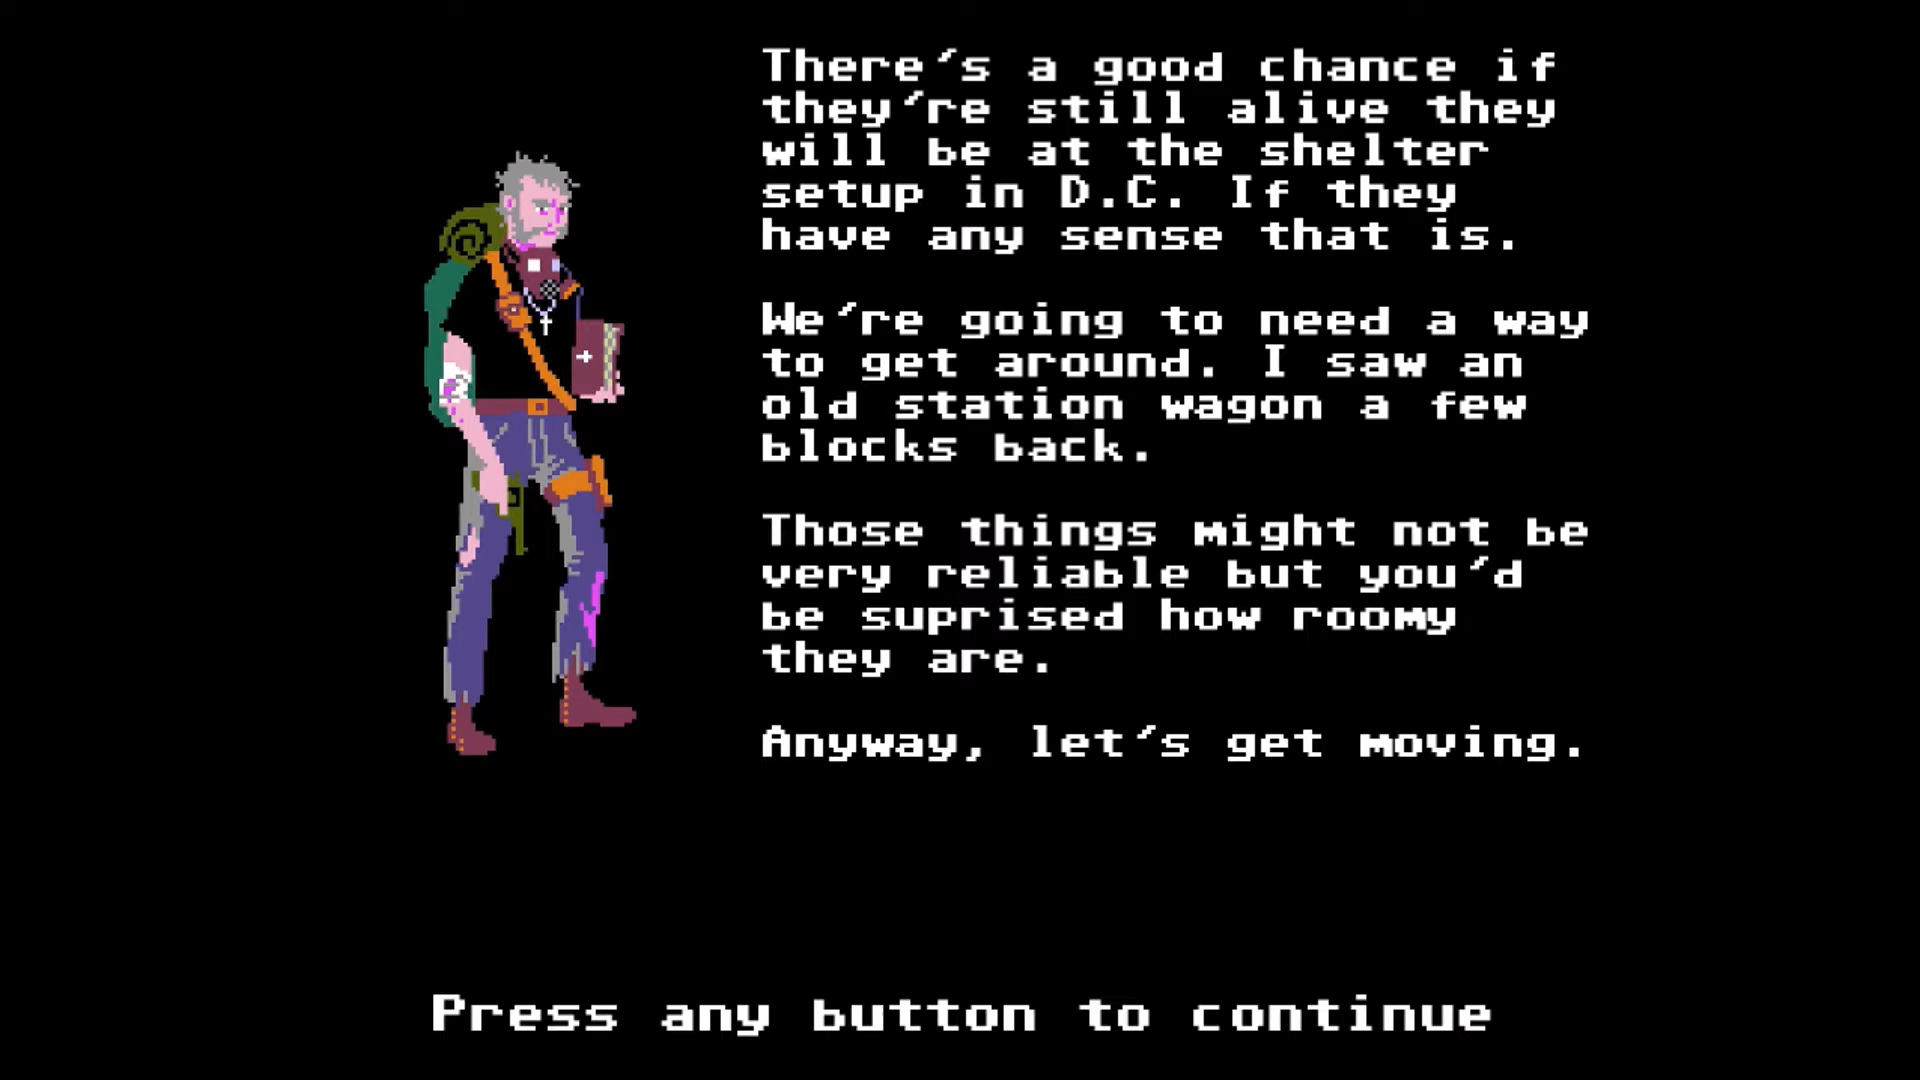 There's a good chance if
they're still alive they
will be at the shelter
setup in D.C. If they
have any sense that is.
We're going to need a way
to get around. I saw an
old station wagon a few
blocks back.
Those things might not be
very reliable but you'd
be suprised how roomy
they are.
Anyway, let's get moving.
Press any button to continue